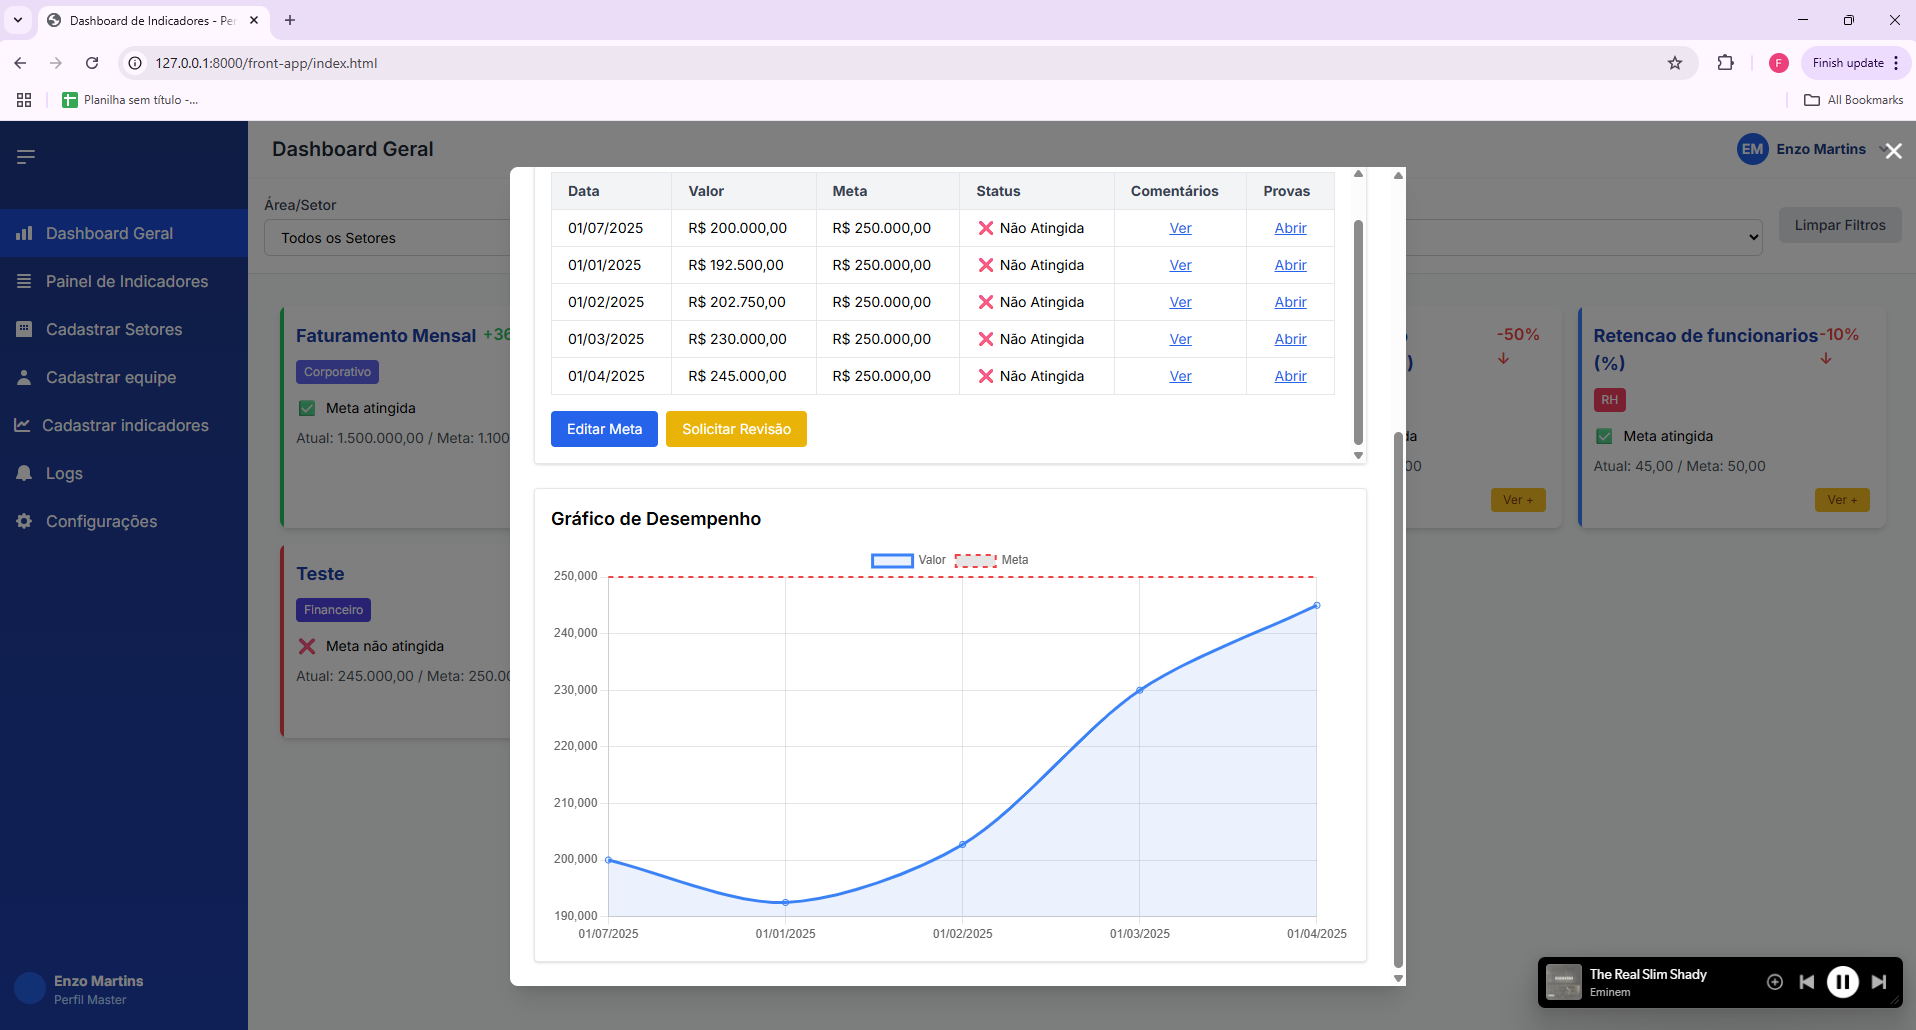 Dashboard de Indicadores - Per
127.0.0.1:8000/front-app/index.html
F
Finish update
Planilha sem título -...
All Bookmarks
Dashboard Geral
EM
Enzo Martins
Dashboard Geral
Painel de Indicadores
Cadastrar Setores
Cadastrar equipe
Cadastrar indicadores
Logs
Configurações
Enzo Martins
Perfil Master
Área/Setor
Todos os Setores
Limpar Filtros
Faturamento Mensal +36
Corporativo
Meta atingida
Atual: 1.500.000,00 / Meta: 1.100
Teste
Financeiro
Meta não atingida
Atual: 245.000,00 / Meta: 250.00
Data Valor Meta Status Comentários Provas
01/07/2025 R$ 200.000,00 R$ 250.000,00 ❌ Não Atingida Ver Abrir
01/01/2025 R$ 192.500,00 R$ 250.000,00 ❌ Não Atingida Ver Abrir
01/02/2025 R$ 202.750,00 R$ 250.000,00 ❌ Não Atingida Ver Abrir
01/03/2025 R$ 230.000,00 R$ 250.000,00 ❌ Não Atingida Ver Abrir
01/04/2025 R$ 245.000,00 R$ 250.000,00 ❌ Não Atingida Ver Abrir
Editar Meta Solicitar Revisão
Gráfico de Desempenho
Valor Meta
250,000
240,000
230,000
220,000
210,000
200,000
190,000
01/07/2025 01/01/2025 01/02/2025 01/03/2025 01/04/2025
-50%
)
da
00
Ver +
Retencao de funcionarios -10%
(%)
RH
Meta atingida
Atual: 45,00 / Meta: 50,00
Ver +
The Real Slim Shady
Eminem